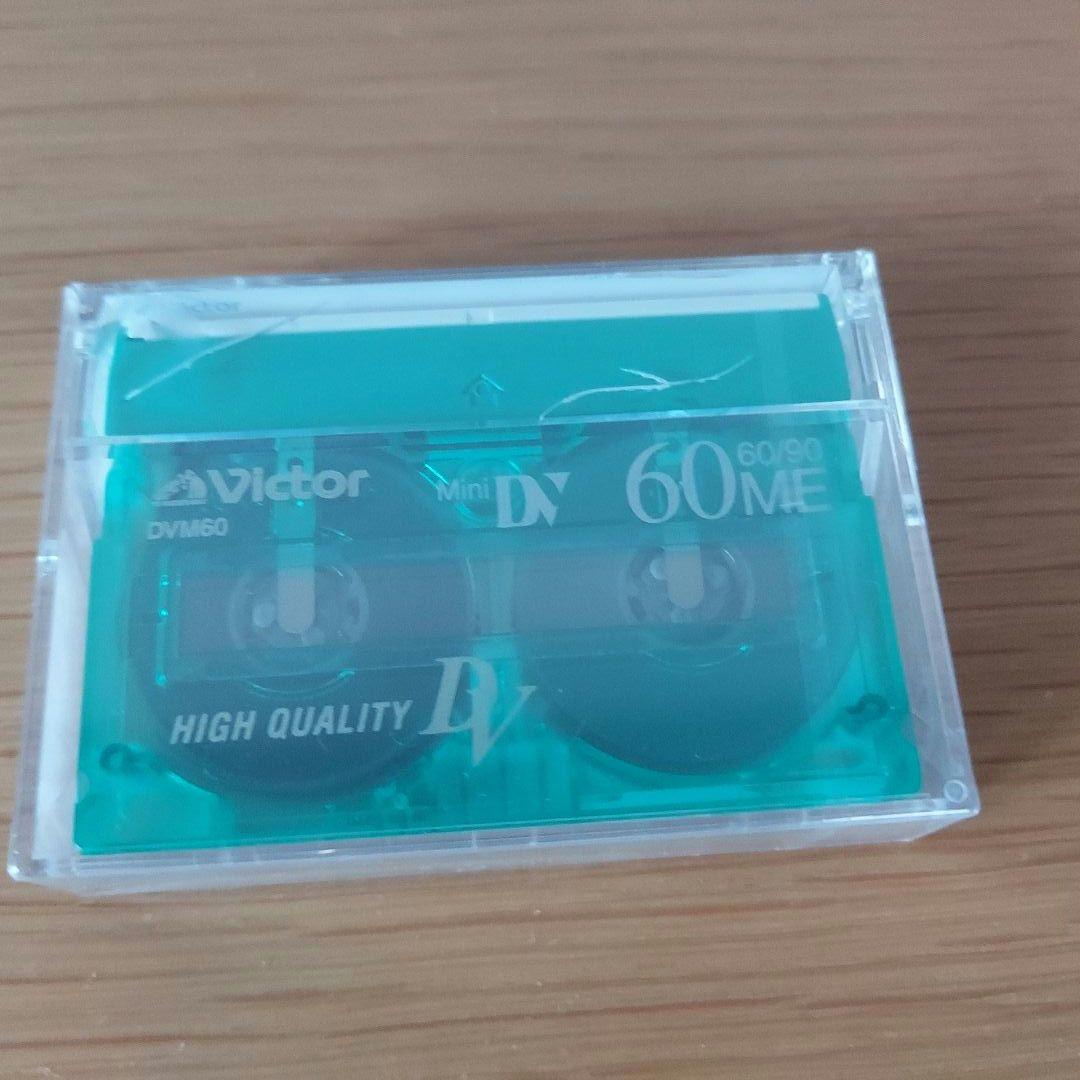 Victor
DVM60
Mini DV
60 60/90
ME
HIGH QUALITY DV